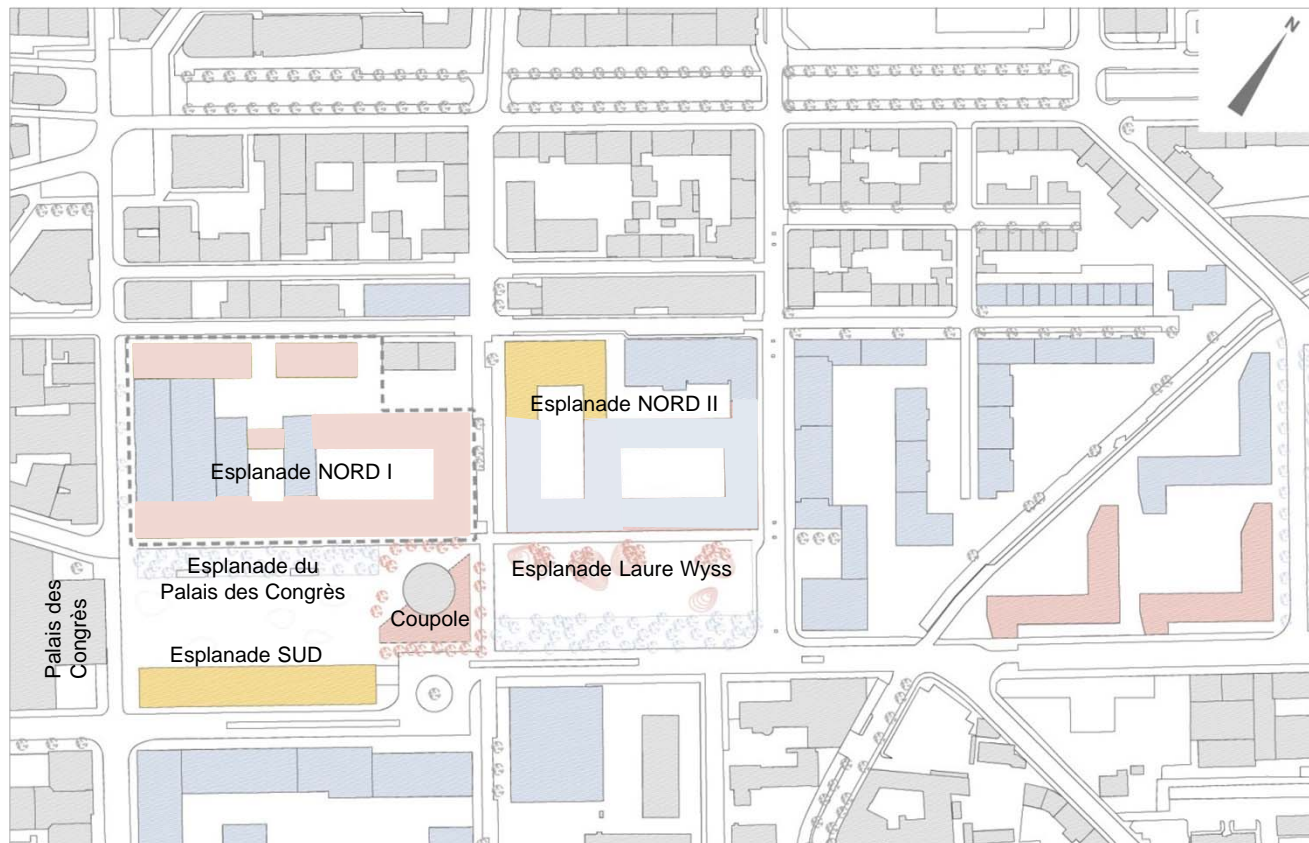 N
Esplanade NORD II
Esplanade NORD I
Esplanade du
Palais des Congrès
Esplanade Laure Wyss
Coupole
Palais des
Congrès
Esplanade SUD